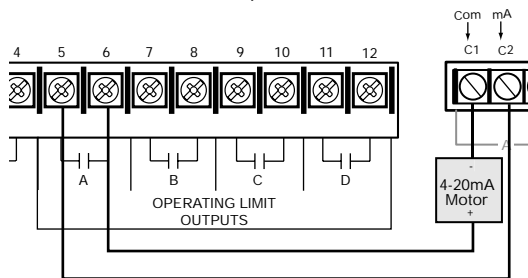 Com mA
C1 C2
4 5 6 7 8 9 10 11 12
A B C D
A
OPERATING LIMIT
OUTPUTS
-
4-20mA
Motor
+